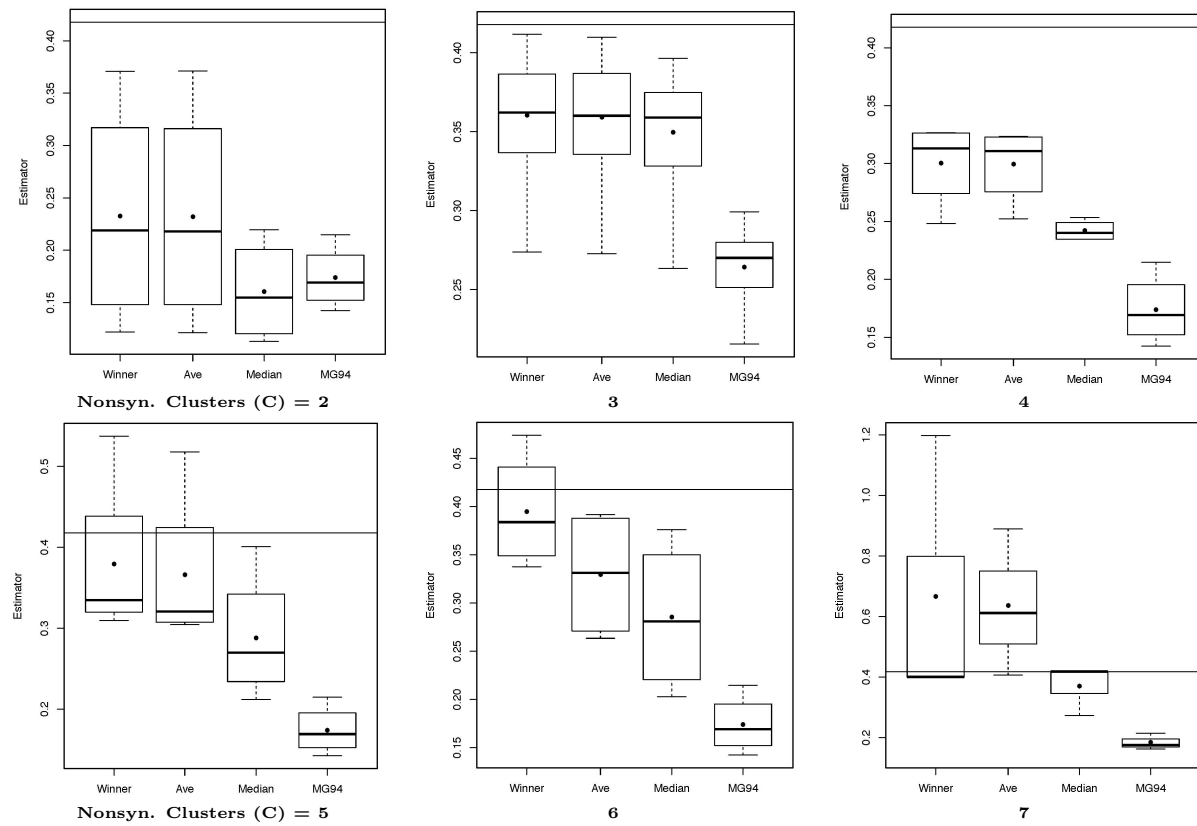 0.40
0.35
0.30
0.25
0.20
0.15
Estimator
Winner Ave Median MG94
Nonsyn. Clusters (C) = 2
0.40
0.35
0.30
0.25
Estimator
Winner Ave Median MG94
3
0.40
0.35
0.30
0.25
0.20
0.15
Estimator
Winner Ave Median MG94
4
0.5
0.4
0.3
0.2
Estimator
Winner Ave Median MG94
Nonsyn. Clusters (C) = 5
0.45
0.40
0.35
0.30
0.25
0.20
0.15
Estimator
Winner Ave Median MG94
6
1.2
1.0
0.8
0.6
0.4
0.2
Estimator
Winner Ave Median MG94
7